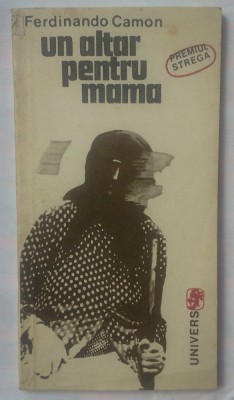 Ferdinando Camon
un altar
pentru
mama
PREMIUL
STREGA
UNIVERS